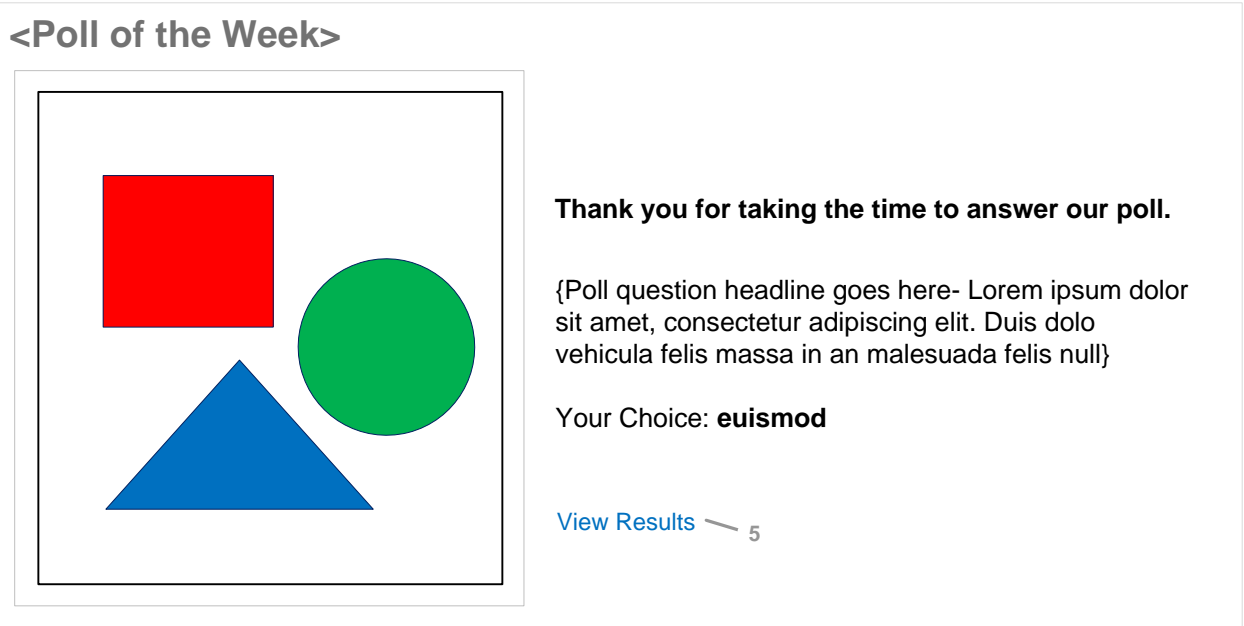 <Poll of the Week>
Thank you for taking the time to answer our poll.
{Poll question headline goes here- Lorem ipsum dolor
sit amet, consectetur adipiscing elit. Duis dolo
vehicula felis massa in an malesuada felis null}
Your Choice: euismod
View Results
5